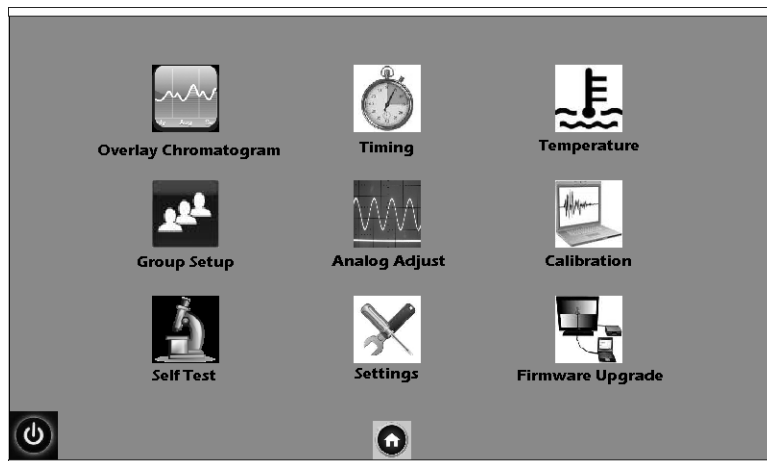 Overlay Chromatogram
Timing
Temperature
Group Setup
Analog Adjust
Calibration
Self Test
Settings
Firmware Upgrade